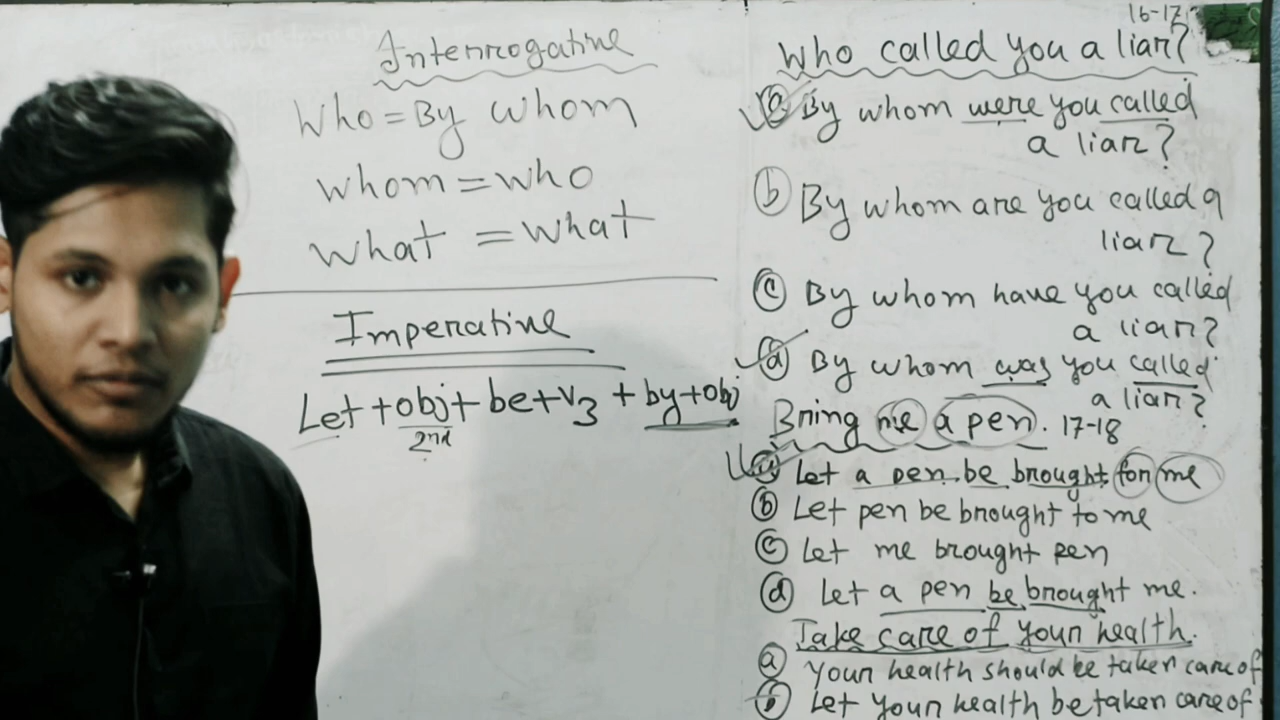 Interrogative
Who = By whom
whom = who
what = what
Imperative
Let + obj + be + v3 + by + obj
2nd
16-17
Who called you a liar?
(a) By whom were you called
a liar?
(b) By whom are you called a
liar?
(c) By whom have you called
a liar?
(d) By whom was you called
a liar?
Bring me a pen. 17-18
(a) Let a pen be brought for me
(b) Let pen be brought to me
(c) Let me brought pen
(d) Let a pen be brought me.
Take care of your health.
(a) Your health should be taken care of
(b) Let your health be taken care of